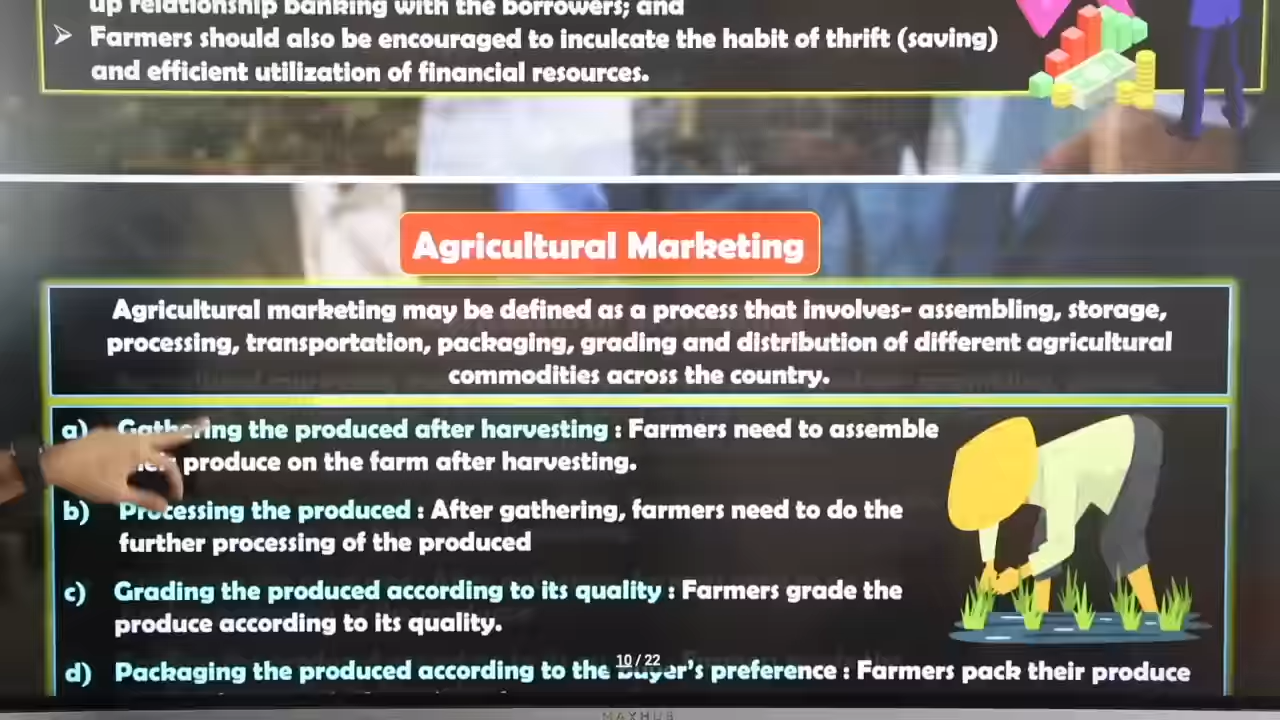 up relationship banking with the borrowers; and
➢ Farmers should also be encouraged to inculcate the habit of thrift (saving)
and efficient utilization of financial resources.
Agricultural Marketing
Agricultural marketing may be defined as a process that involves- assembling, storage,
processing, transportation, packaging, grading and distribution of different agricultural
commodities across the country.
a) Gathering the produced after harvesting : Farmers need to assemble
produce on the farm after harvesting.
b) Processing the produced : After gathering, farmers need to do the
further processing of the produced
c) Grading the produced according to its quality : Farmers grade the
produce according to its quality.
10 / 22
d) Packaging the produced according to the buyer's preference : Farmers pack their produce
MAXHUB